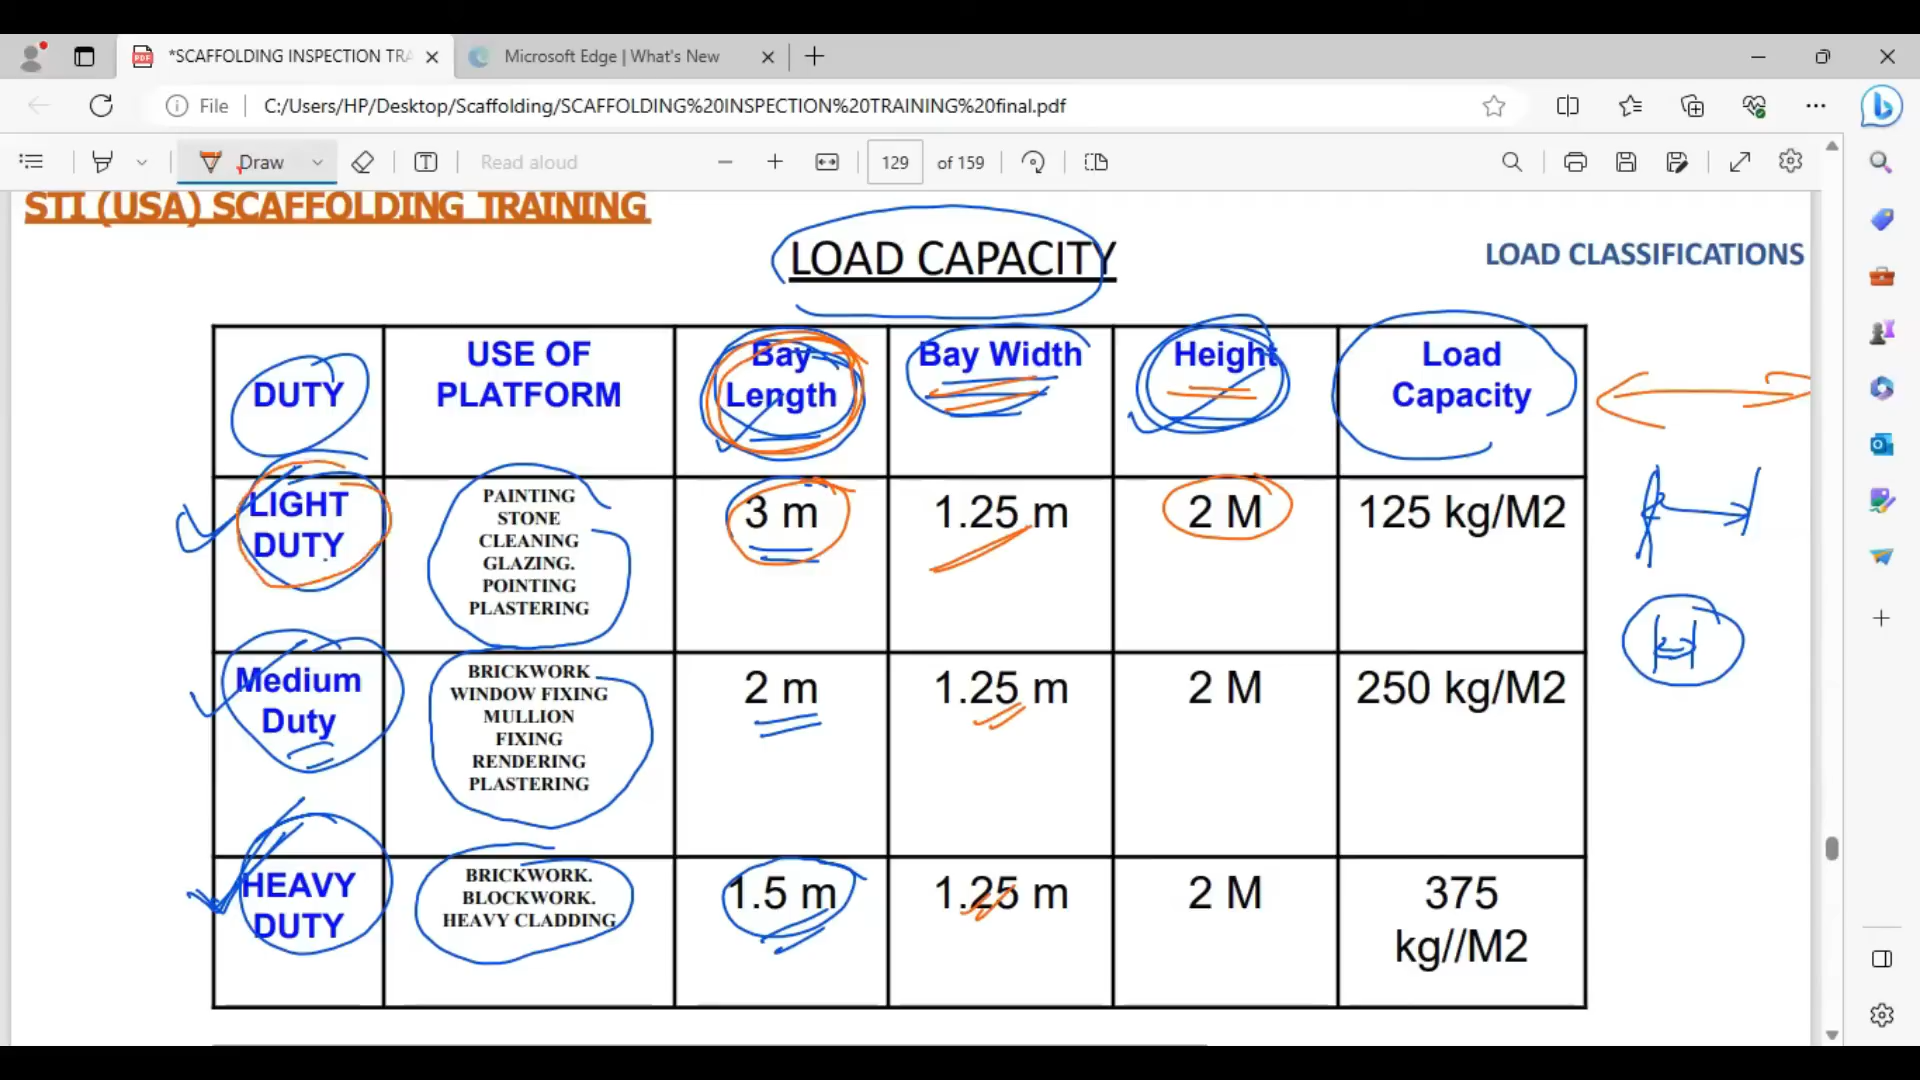 *SCAFFOLDING INSPECTION TRA
Microsoft Edge | What's New
File
C:/Users/HP/Desktop/Scaffolding/SCAFFOLDING%20INSPECTION%20TRAINING%20final.pdf
Draw
Read aloud
129 of 159
STI (USA) SCAFFOLDING TRAINING
LOAD CAPACITY
LOAD CLASSIFICATIONS
DUTY
USE OF
PLATFORM
Bay
Length
Bay Width
Height
Load
Capacity
LIGHT
DUTY
PAINTING
STONE
CLEANING
GLAZING.
POINTING
PLASTERING
3 m
1.25 m
2 M
125 kg/M2
Medium
Duty
BRICKWORK
WINDOW FIXING
MULLION
FIXING
RENDERING
PLASTERING
2 m
1.25 m
2 M
250 kg/M2
HEAVY
DUTY
BRICKWORK.
BLOCKWORK.
HEAVY CLADDING
1.5 m
1.25 m
2 M
375
kg//M2